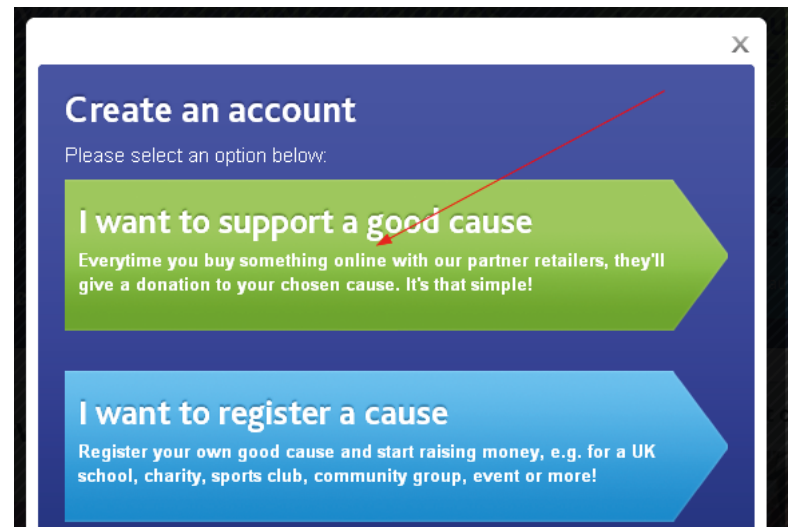 X
Create an account
Please select an option below:
I want to support a good cause
Everytime you buy something online with our partner retailers, they'll
give a donation to your chosen cause. It's that simple!
I want to register a cause
Register your own good cause and start raising money, e.g. for a UK
school, charity, sports club, community group, event or more!